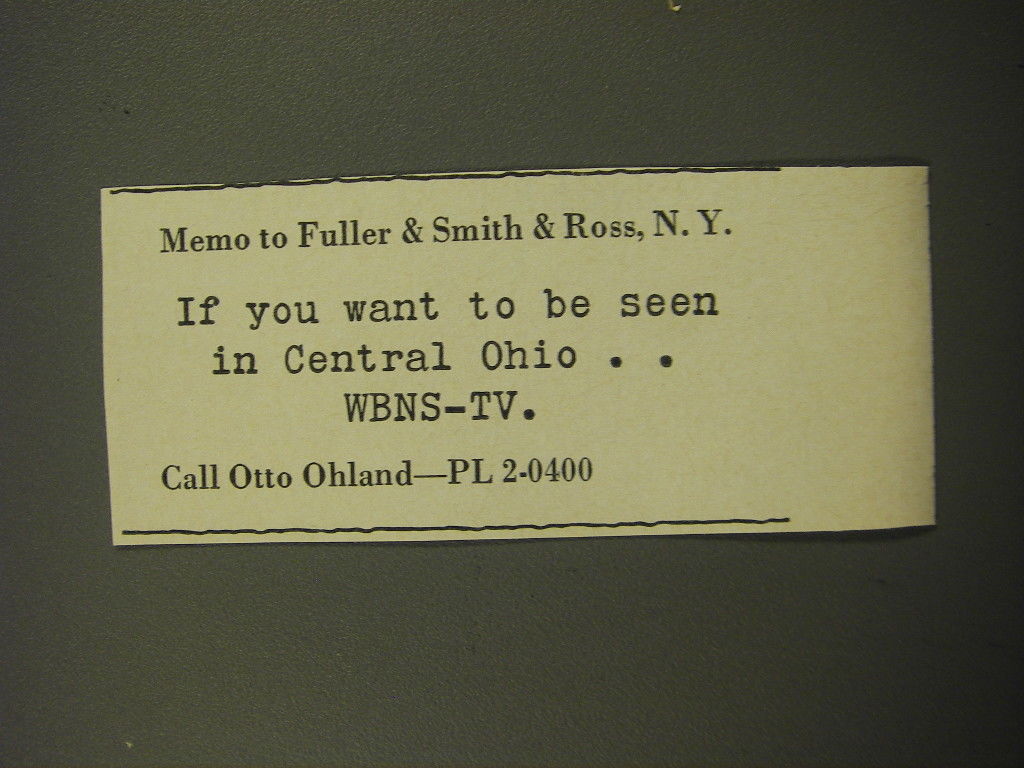 Memo to Fuller & Smith & Ross, N. Y.
If you want to be seen
in Central Ohio . .
WBNS-TV.
Call Otto Ohland—PL 2-0400